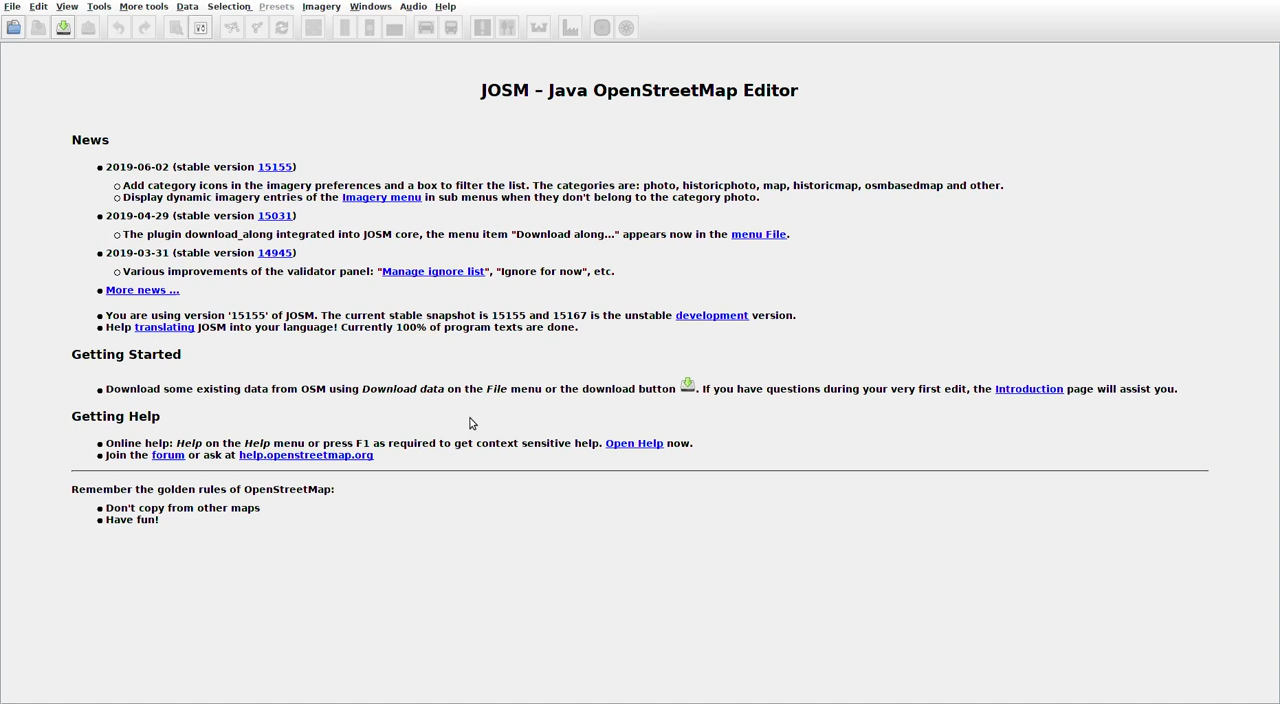 File Edit View Tools More tools Data Selection Presets Imagery Windows Audio Help
JOSM – Java OpenStreetMap Editor
News
2019-06-02 (stable version 15155)
Add category icons in the imagery preferences and a box to filter the list. The categories are: photo, historicphoto, map, historicmap, osmbasedmap and other.
Display dynamic imagery entries of the Imagery menu in sub menus when they don't belong to the category photo.
2019-04-29 (stable version 15031)
The plugin download_along integrated into JOSM core, the menu item "Download along..." appears now in the menu File.
2019-03-31 (stable version 14945)
Various improvements of the validator panel: "Manage ignore list", "Ignore for now", etc.
More news ...
You are using version '15155' of JOSM. The current stable snapshot is 15155 and 15167 is the unstable development version.
Help translating JOSM into your language! Currently 100% of program texts are done.
Getting Started
Download some existing data from OSM using Download data on the File menu or the download button . If you have questions during your very first edit, the Introduction page will assist you.
Getting Help
Online help: Help on the Help menu or press F1 as required to get context sensitive help. Open Help now.
Join the forum or ask at help.openstreetmap.org
Remember the golden rules of OpenStreetMap:
Don't copy from other maps
Have fun!